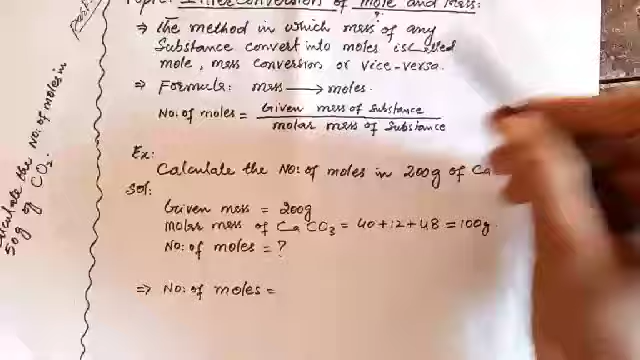 Topic: Interconversion of mole and Mass:
⇒ The method in which mass of any
Substance convert into moles is called
mole, mass conversion or vice-versa.
⇒ Formula: mass ⟶ moles.
No: of moles = Given mass of substance / molar mass of substance
Ex:
Calculate the No: of moles in 200g of Ca
Sol:
Given mass = 200g
molar mass of CaCO₃ = 40+12+48 = 100g.
No: of moles = ?
⇒ No: of moles =
Calculate the No: of moles in
50g of CO₂.